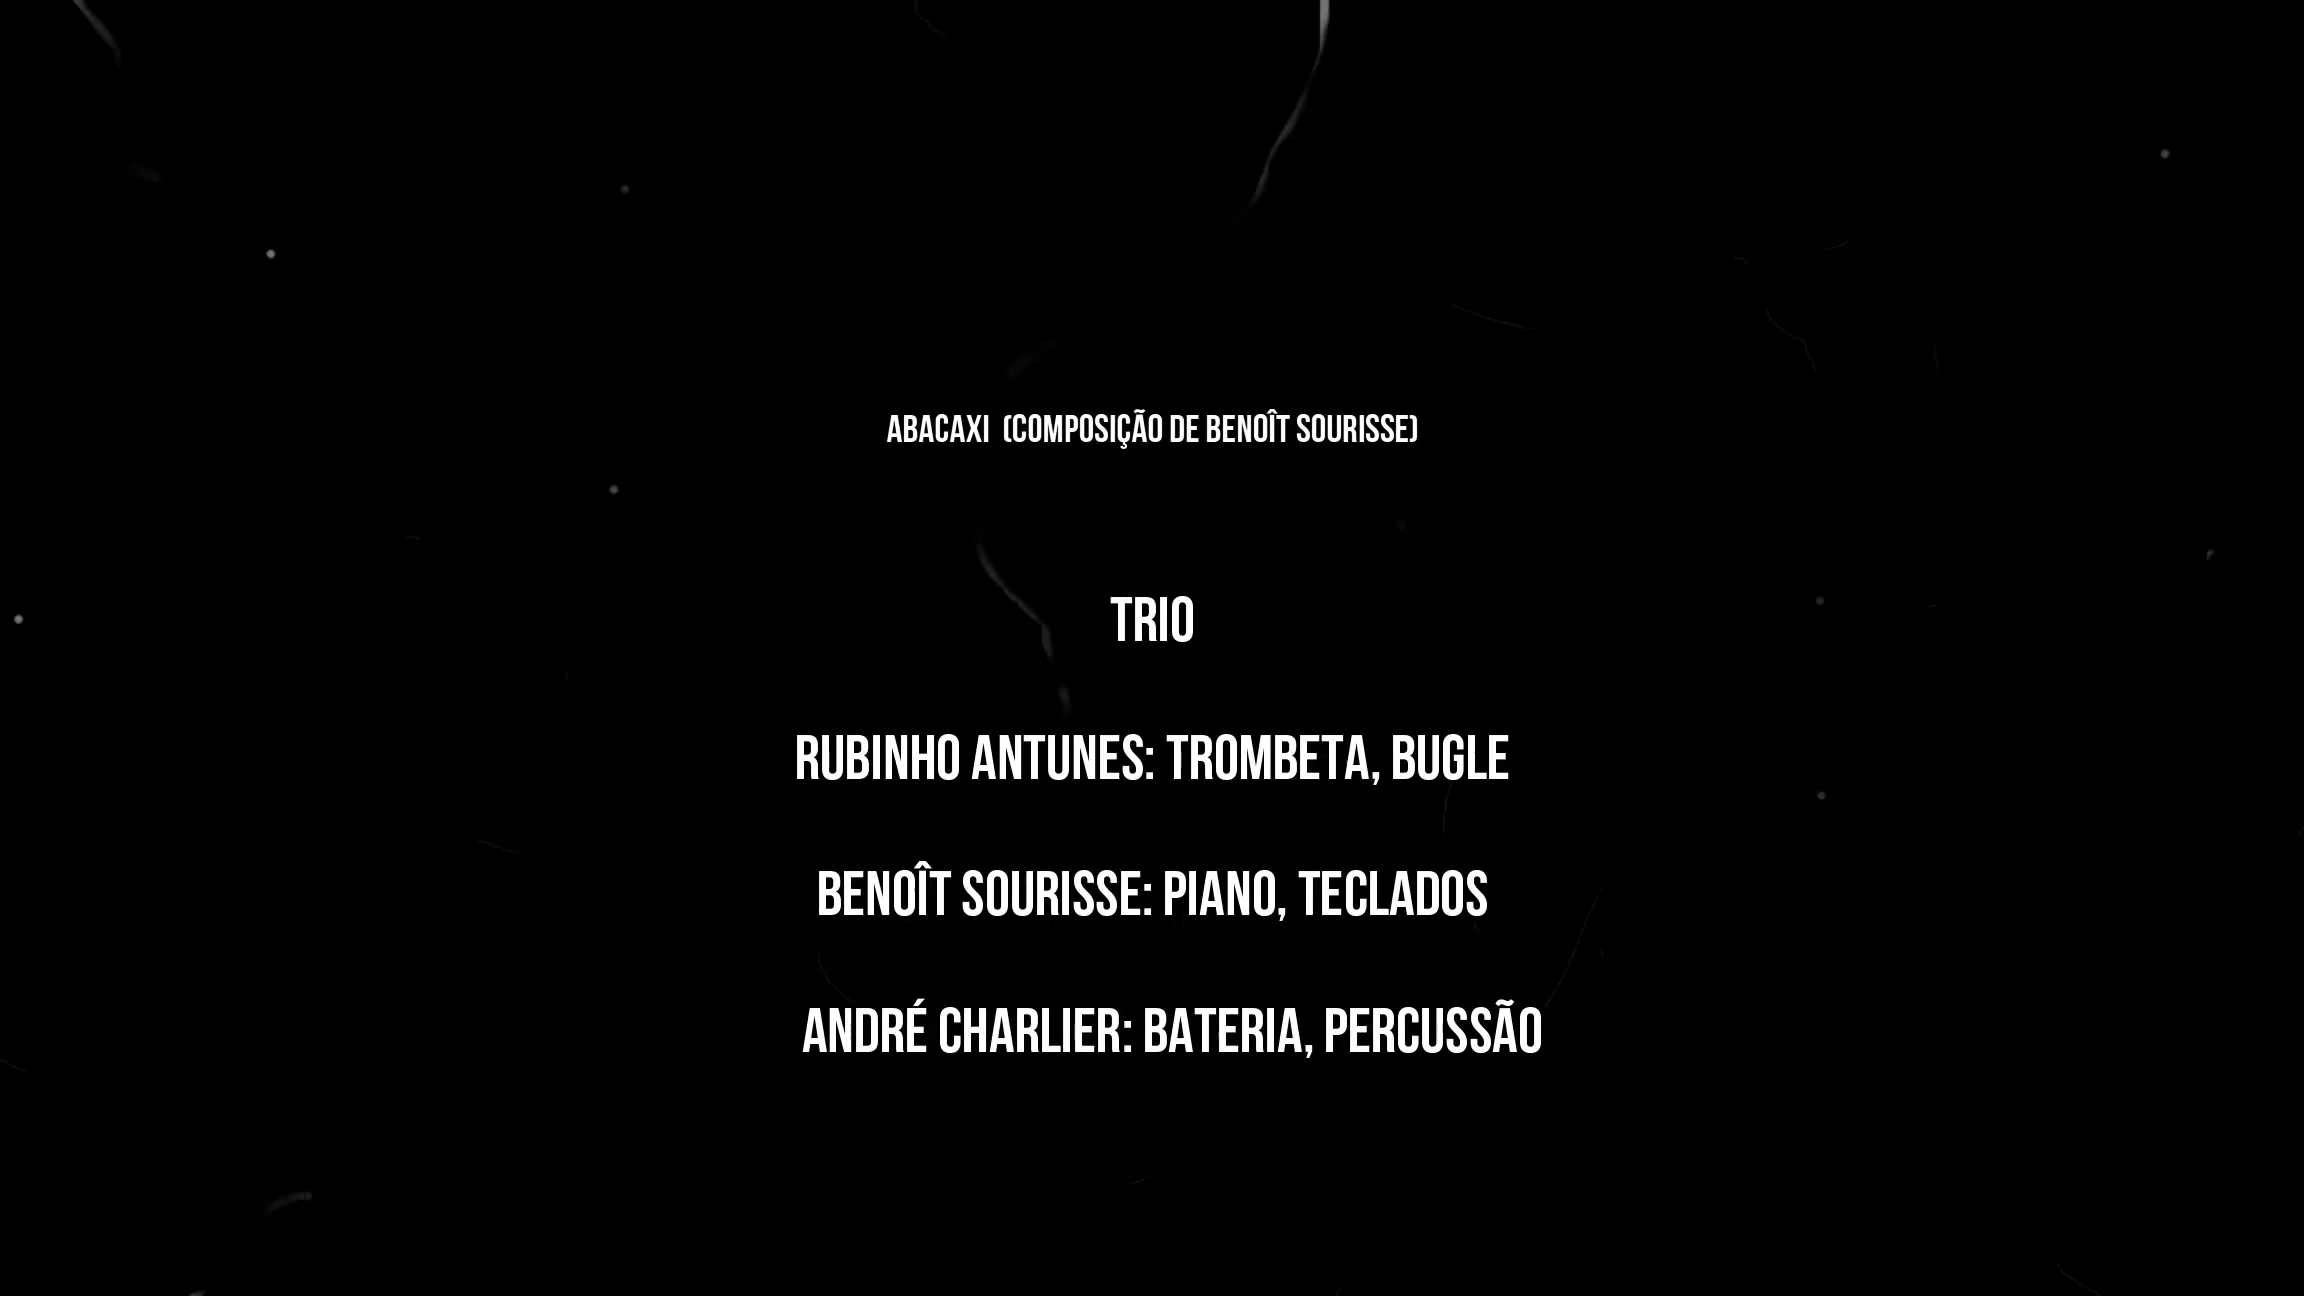 ABACAXI (COMPOSIÇÃO DE BENOÎT SOURISSE)
TRIO
RUBINHO ANTUNES: TROMBETA, BUGLE
BENOÎT SOURISSE: PIANO, TECLADOS
ANDRÉ CHARLIER: BATERIA, PERCUSSÃO